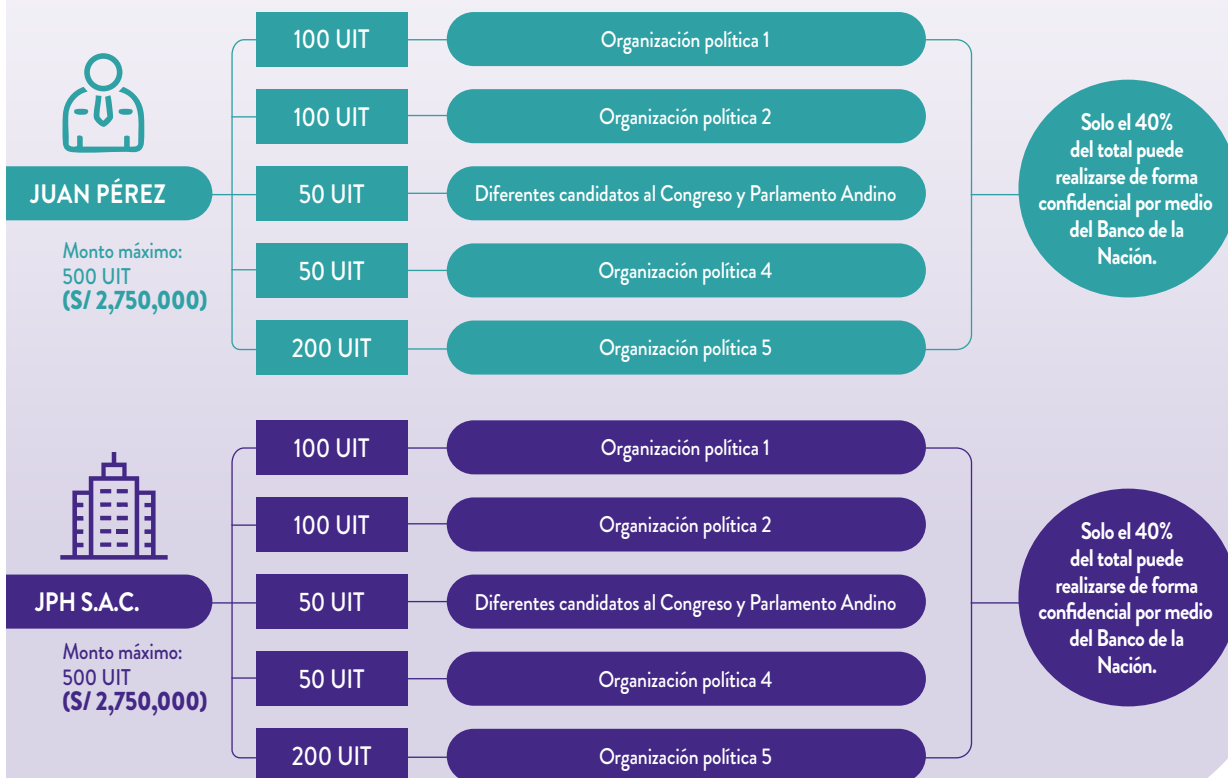 JUAN PÉREZ
Monto máximo:
500 UIT
(S/ 2,750,000)
100 UIT
Organización política 1
100 UIT
Organización política 2
50 UIT
Diferentes candidatos al Congreso y Parlamento Andino
50 UIT
Organización política 4
200 UIT
Organización política 5
Solo el 40%
del total puede
realizarse de forma
confidencial por medio
del Banco de la
Nación.
JPH S.A.C.
Monto máximo:
500 UIT
(S/ 2,750,000)
100 UIT
Organización política 1
100 UIT
Organización política 2
50 UIT
Diferentes candidatos al Congreso y Parlamento Andino
50 UIT
Organización política 4
200 UIT
Organización política 5
Solo el 40%
del total puede
realizarse de forma
confidencial por medio
del Banco de la
Nación.